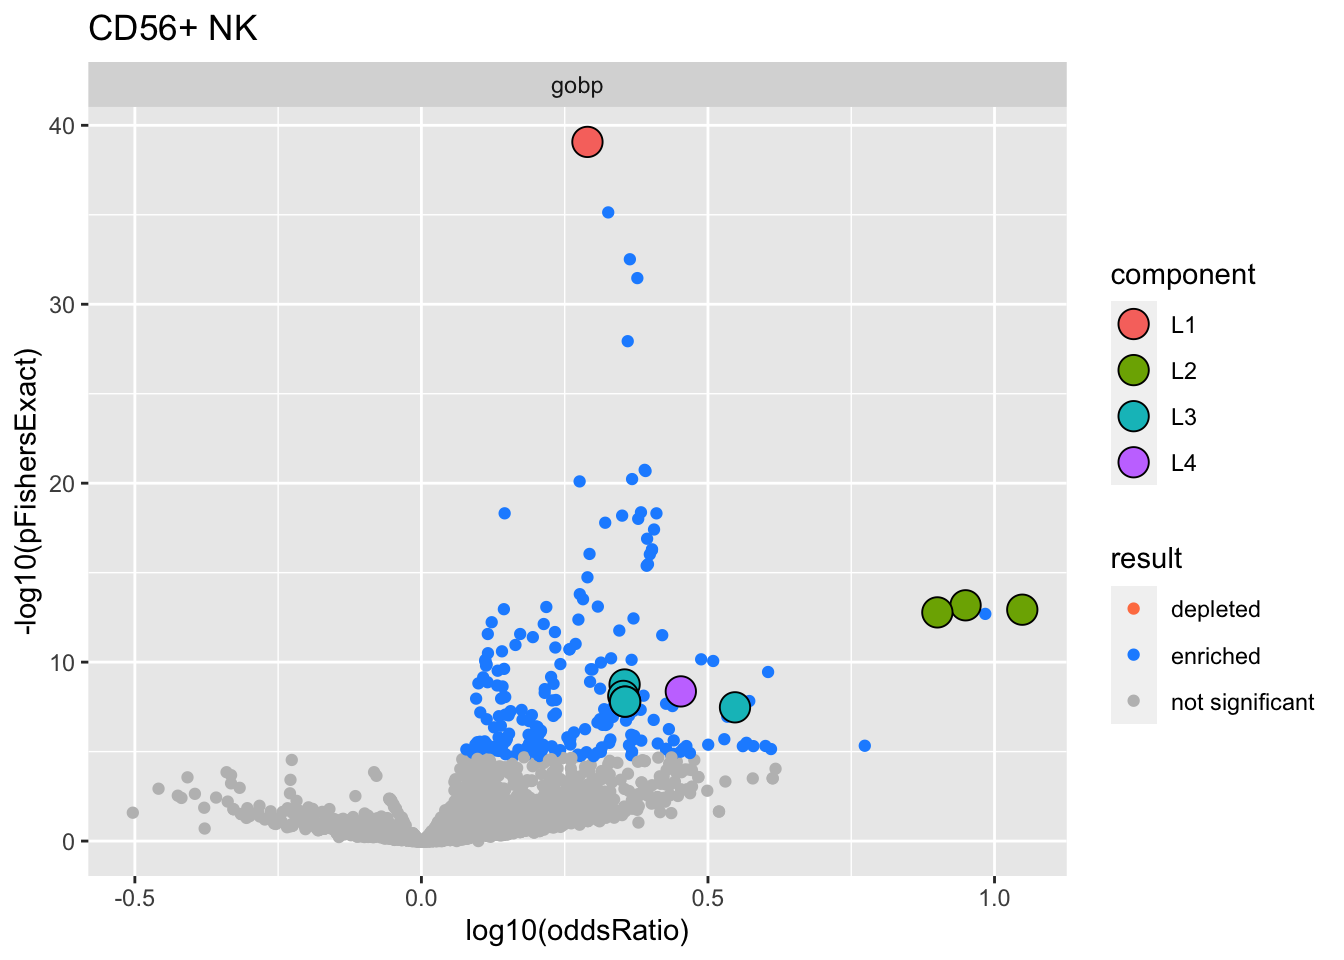 CD56+ NK
gobp
40
30
20
10
0
-log10(pFishersExact)
-0.5
0.0
0.5
1.0
log10(oddsRatio)
component
L1
L2
L3
L4
result
depleted
enriched
not significant